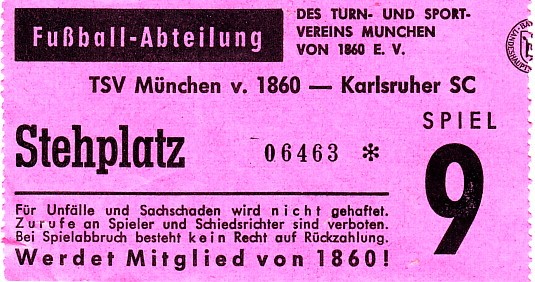 Fußball-Abteilung
DES TURN- UND SPORT-
VEREINS MUNCHEN
VON 1860 E. V.
TSV München v. 1860 — Karlsruher SC
Stehplatz
06463 *
SPIEL
9
Für Unfälle und Sachschaden wird nicht gehaftet.
Zurufe an Spieler und Schiedsrichter sind verboten.
Bei Spielabbruch besteht kein Recht auf Rückzahlung.
Werdet Mitglied von 1860!